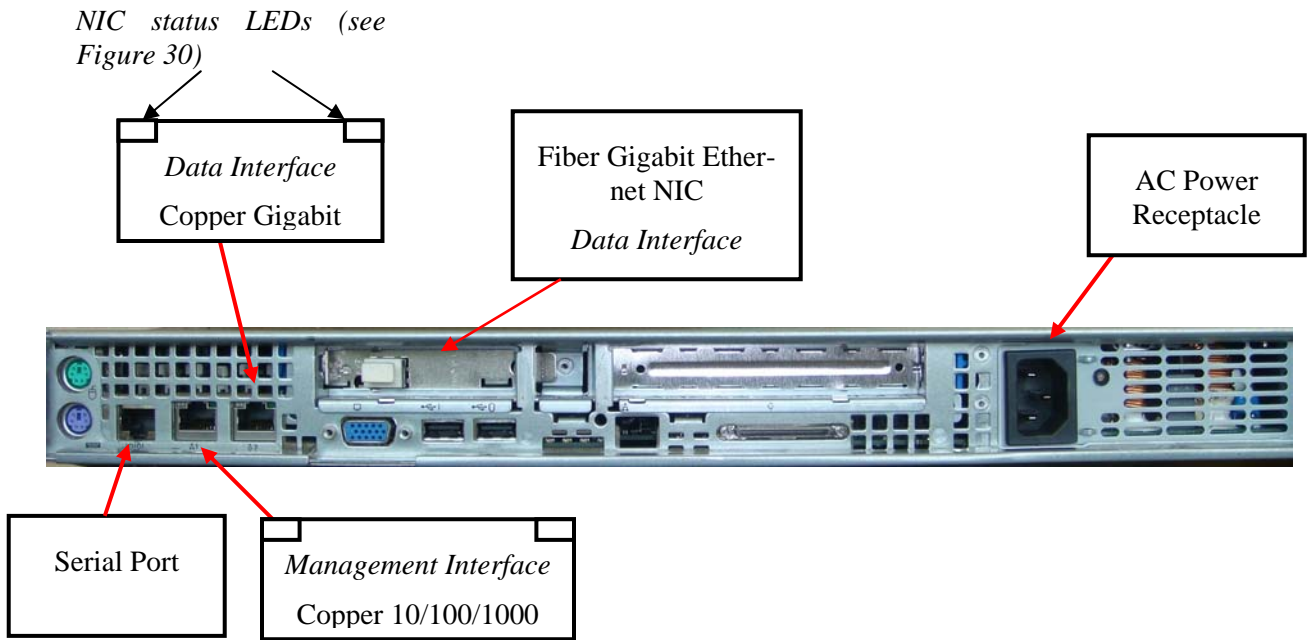 NIC status LEDs (see
Figure 30)
Data Interface
Copper Gigabit
Fiber Gigabit Ether-
net NIC
Data Interface
AC Power
Receptacle
Serial Port
Management Interface
Copper 10/100/1000